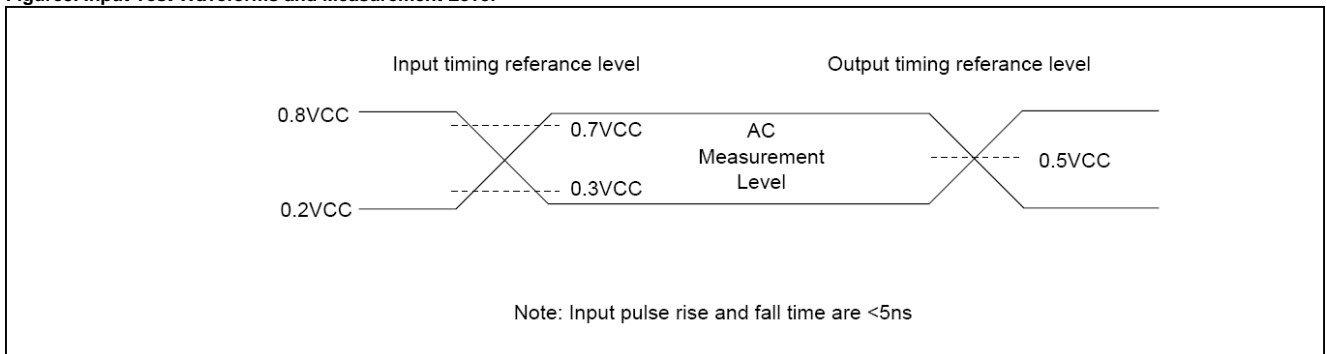 Input timing referance level
Output timing referance level
0.8VCC
0.7VCC
AC
Measurement
Level
0.5VCC
0.3VCC
0.2VCC
Note: Input pulse rise and fall time are <5ns